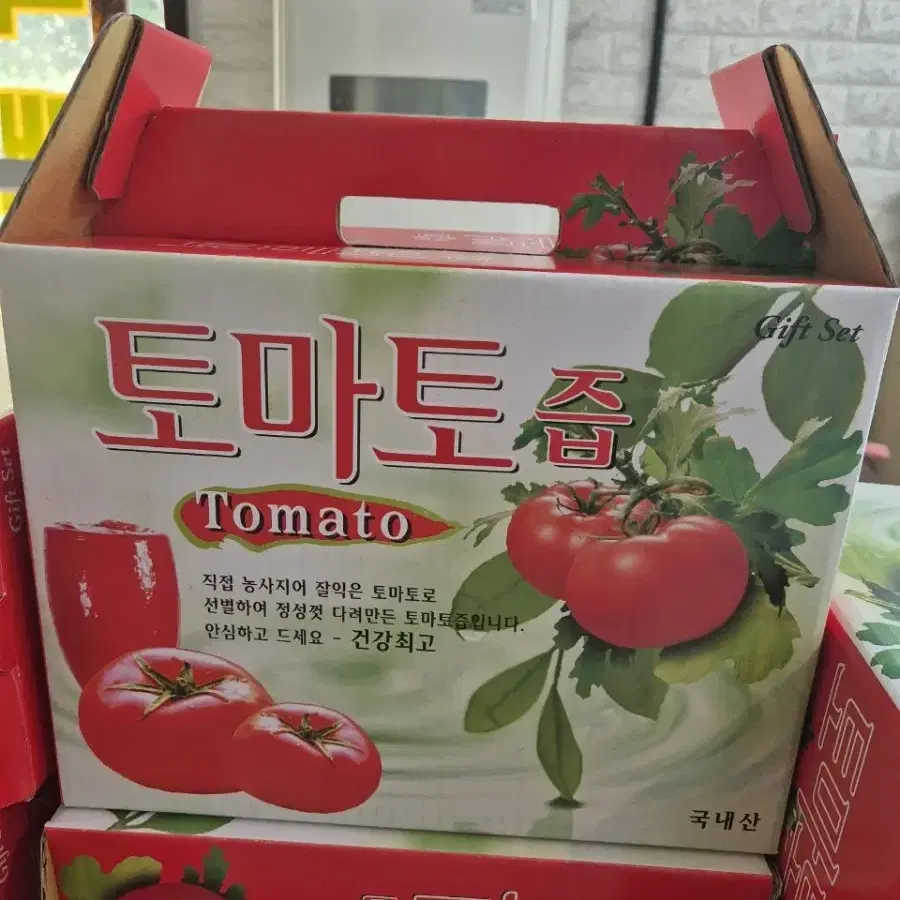 Gift Set
토마토 즙
Tomato
직접 농사지어 잘익은 토마토로
선별하여 정성껏 다려만든 토마토즙입니다.
안심하고 드세요 - 건강최고
국내산
Gift Set